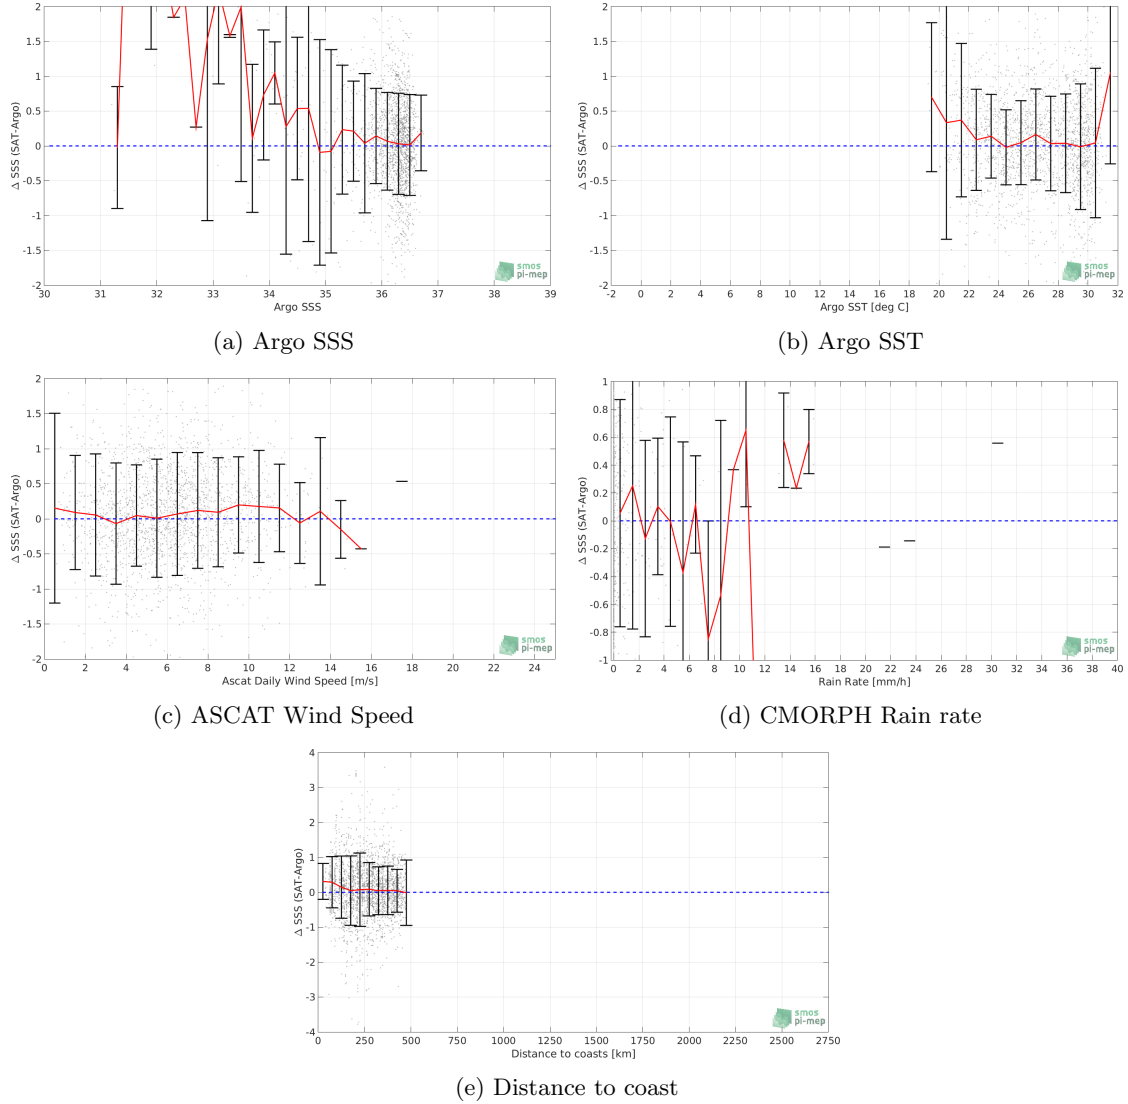 2
1.5
1
0.5
0
-0.5
-1
-1.5
-2
Δ SSS (SAT-Argo)
30 31 32 33 34 35 36 37 38 39
Argo SSS
smos
pi-mep
(a) Argo SSS
2
1.5
1
0.5
0
-0.5
-1
-1.5
-2
Δ SSS (SAT-Argo)
-2 0 2 4 6 8 10 12 14 16 18 20 22 24 26 28 30 32
Argo SST [deg C]
smos
pi-mep
(b) Argo SST
2
1.5
1
0.5
0
-0.5
-1
-1.5
-2
Δ SSS (SAT-Argo)
0 2 4 6 8 10 12 14 16 18 20 22 24
Ascat Daily Wind Speed [m/s]
smos
pi-mep
(c) ASCAT Wind Speed
1
0.8
0.6
0.4
0.2
0
-0.2
-0.4
-0.6
-0.8
-1
Δ SSS (SAT-Argo)
0 2 4 6 8 10 12 14 16 18 20 22 24 26 28 30 32 34 36 38 40
Rain Rate [mm/h]
smos
pi-mep
(d) CMORPH Rain rate
4
3
2
1
0
-1
-2
-3
-4
Δ SSS (SAT-Argo)
0 250 500 750 1000 1250 1500 1750 2000 2250 2500 2750
Distance to coasts [km]
smos
pi-mep
(e) Distance to coast